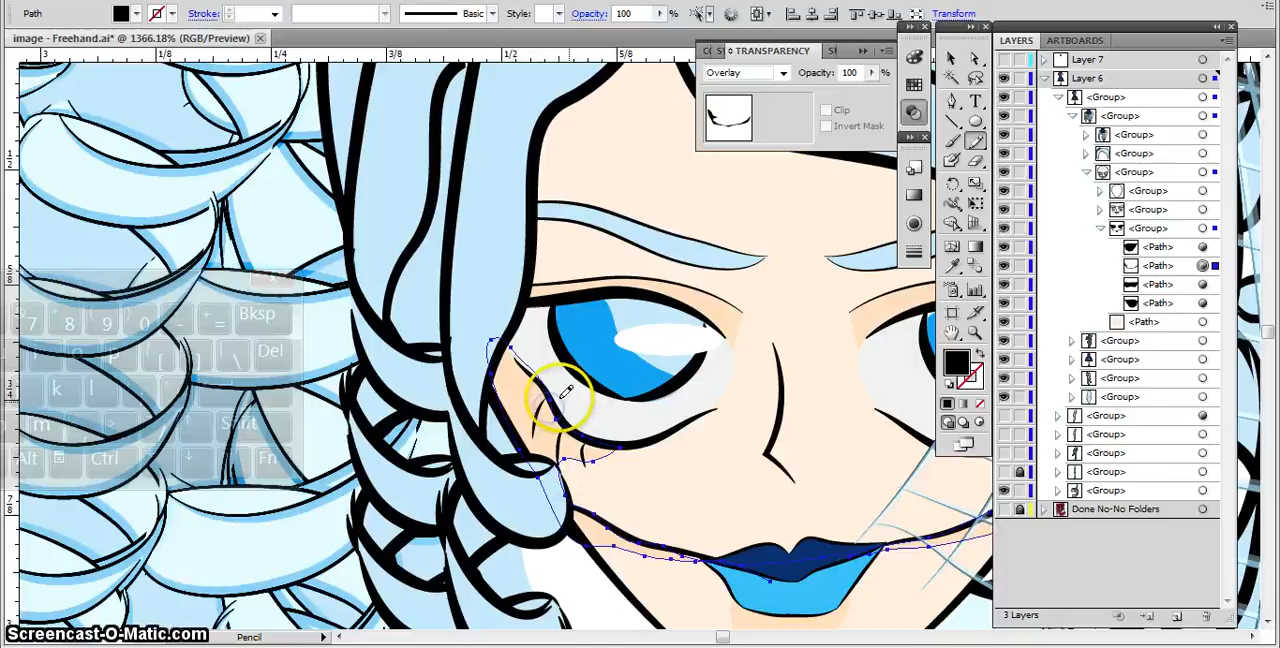 Path Stroke: Basic Style: Opacity: 100 % Transform
image - Freehand.ai* @ 1366.18% (RGB/Preview)
3 1/8 1/4 3/8 1/2 5/8
TRANSPARENCY
Overlay Opacity: 100 %
Clip
Invert Mask
LAYERS ARTBOARDS
Layer 7
Layer 6
<Group>
<Group>
<Group>
<Group>
<Group>
<Group>
<Group>
<Group>
<Path>
<Path>
<Path>
<Path>
<Path>
<Group>
<Group>
<Group>
<Group>
<Group>
<Group>
<Group>
<Group>
<Group>
Done No-No Folders
3 Layers
7 8 9 0 - + = Bksp
o p [ ] \ Del
k l
m Shift
Alt Ctrl Fn
Screencast-O-Matic.com Pencil